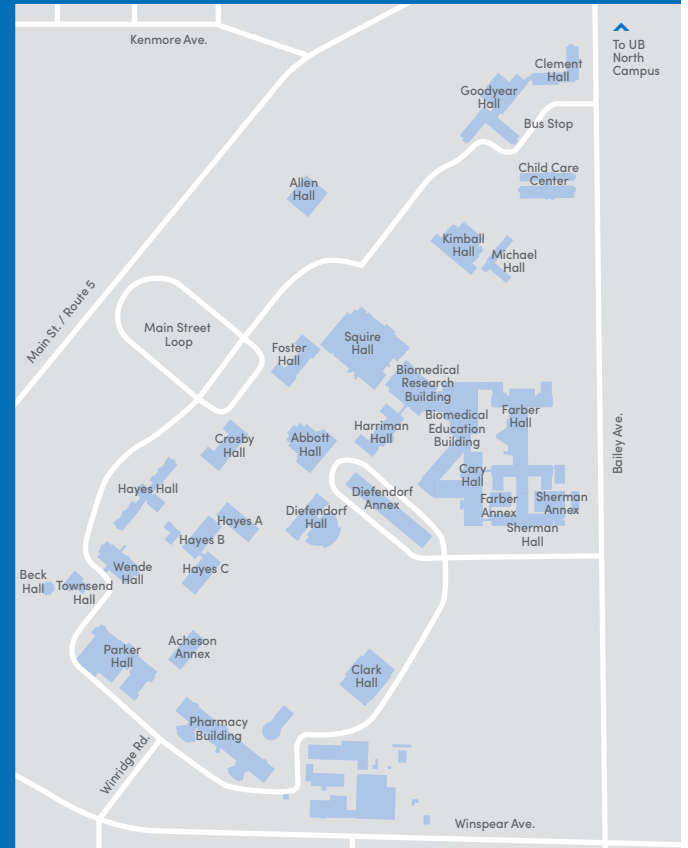 Kenmore Ave.
To UB
North
Campus
Clement
Hall
Goodyear
Hall
Bus Stop
Child Care
Center
Allen
Hall
Kimball
Hall
Michael
Hall
Main St. / Route 5
Main Street
Loop
Squire
Hall
Foster
Hall
Biomedical
Research
Building
Harriman
Hall
Biomedical
Education
Building
Farber
Hall
Bailey Ave.
Crosby
Hall
Abbott
Hall
Cary
Hall
Hayes Hall
Diefendorf
Annex
Farber
Annex
Sherman
Annex
Hayes A
Diefendorf
Hall
Sherman
Hall
Hayes B
Hayes C
Wende
Hall
Beck
Hall
Townsend
Hall
Acheson
Annex
Parker
Hall
Clark
Hall
Pharmacy
Building
Winridge Rd.
Winspear Ave.